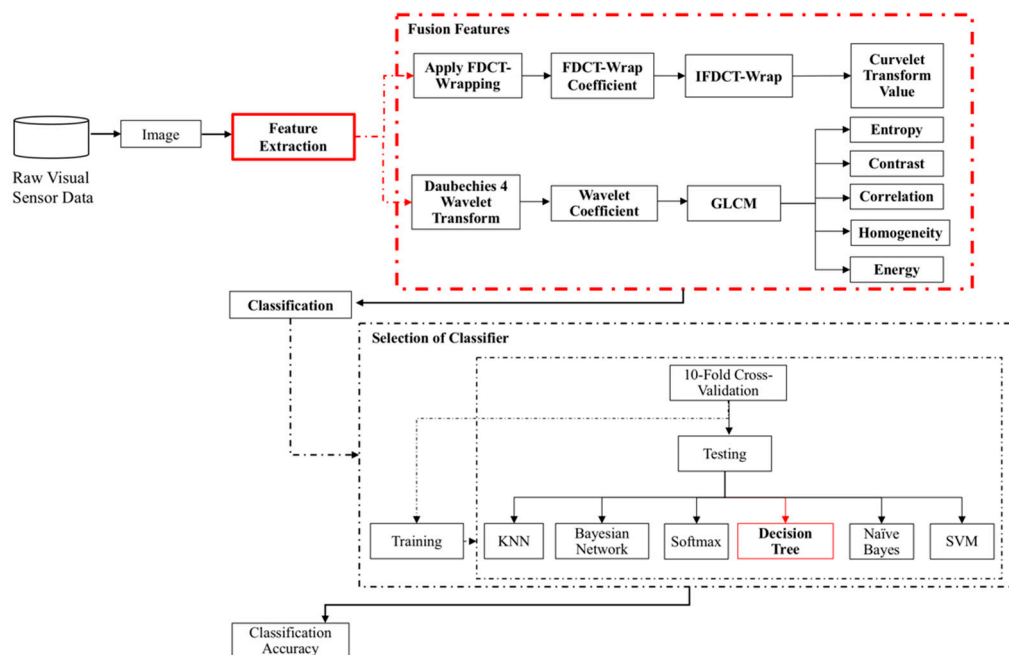 Fusion Features
Apply FDCT-
Wrapping
FDCT-Wrap
Coefficient
IFDCT-Wrap
Curvelet
Transform
Value
Raw Visual
Sensor Data
Image
Feature
Extraction
Entropy
Contrast
Daubechies 4
Wavelet
Transform
Wavelet
Coefficient
GLCM
Correlation
Homogeneity
Energy
Classification
Selection of Classifier
10-Fold Cross-
Validation
Testing
Training
KNN
Bayesian
Network
Softmax
Decision
Tree
Naïve
Bayes
SVM
Classification
Accuracy